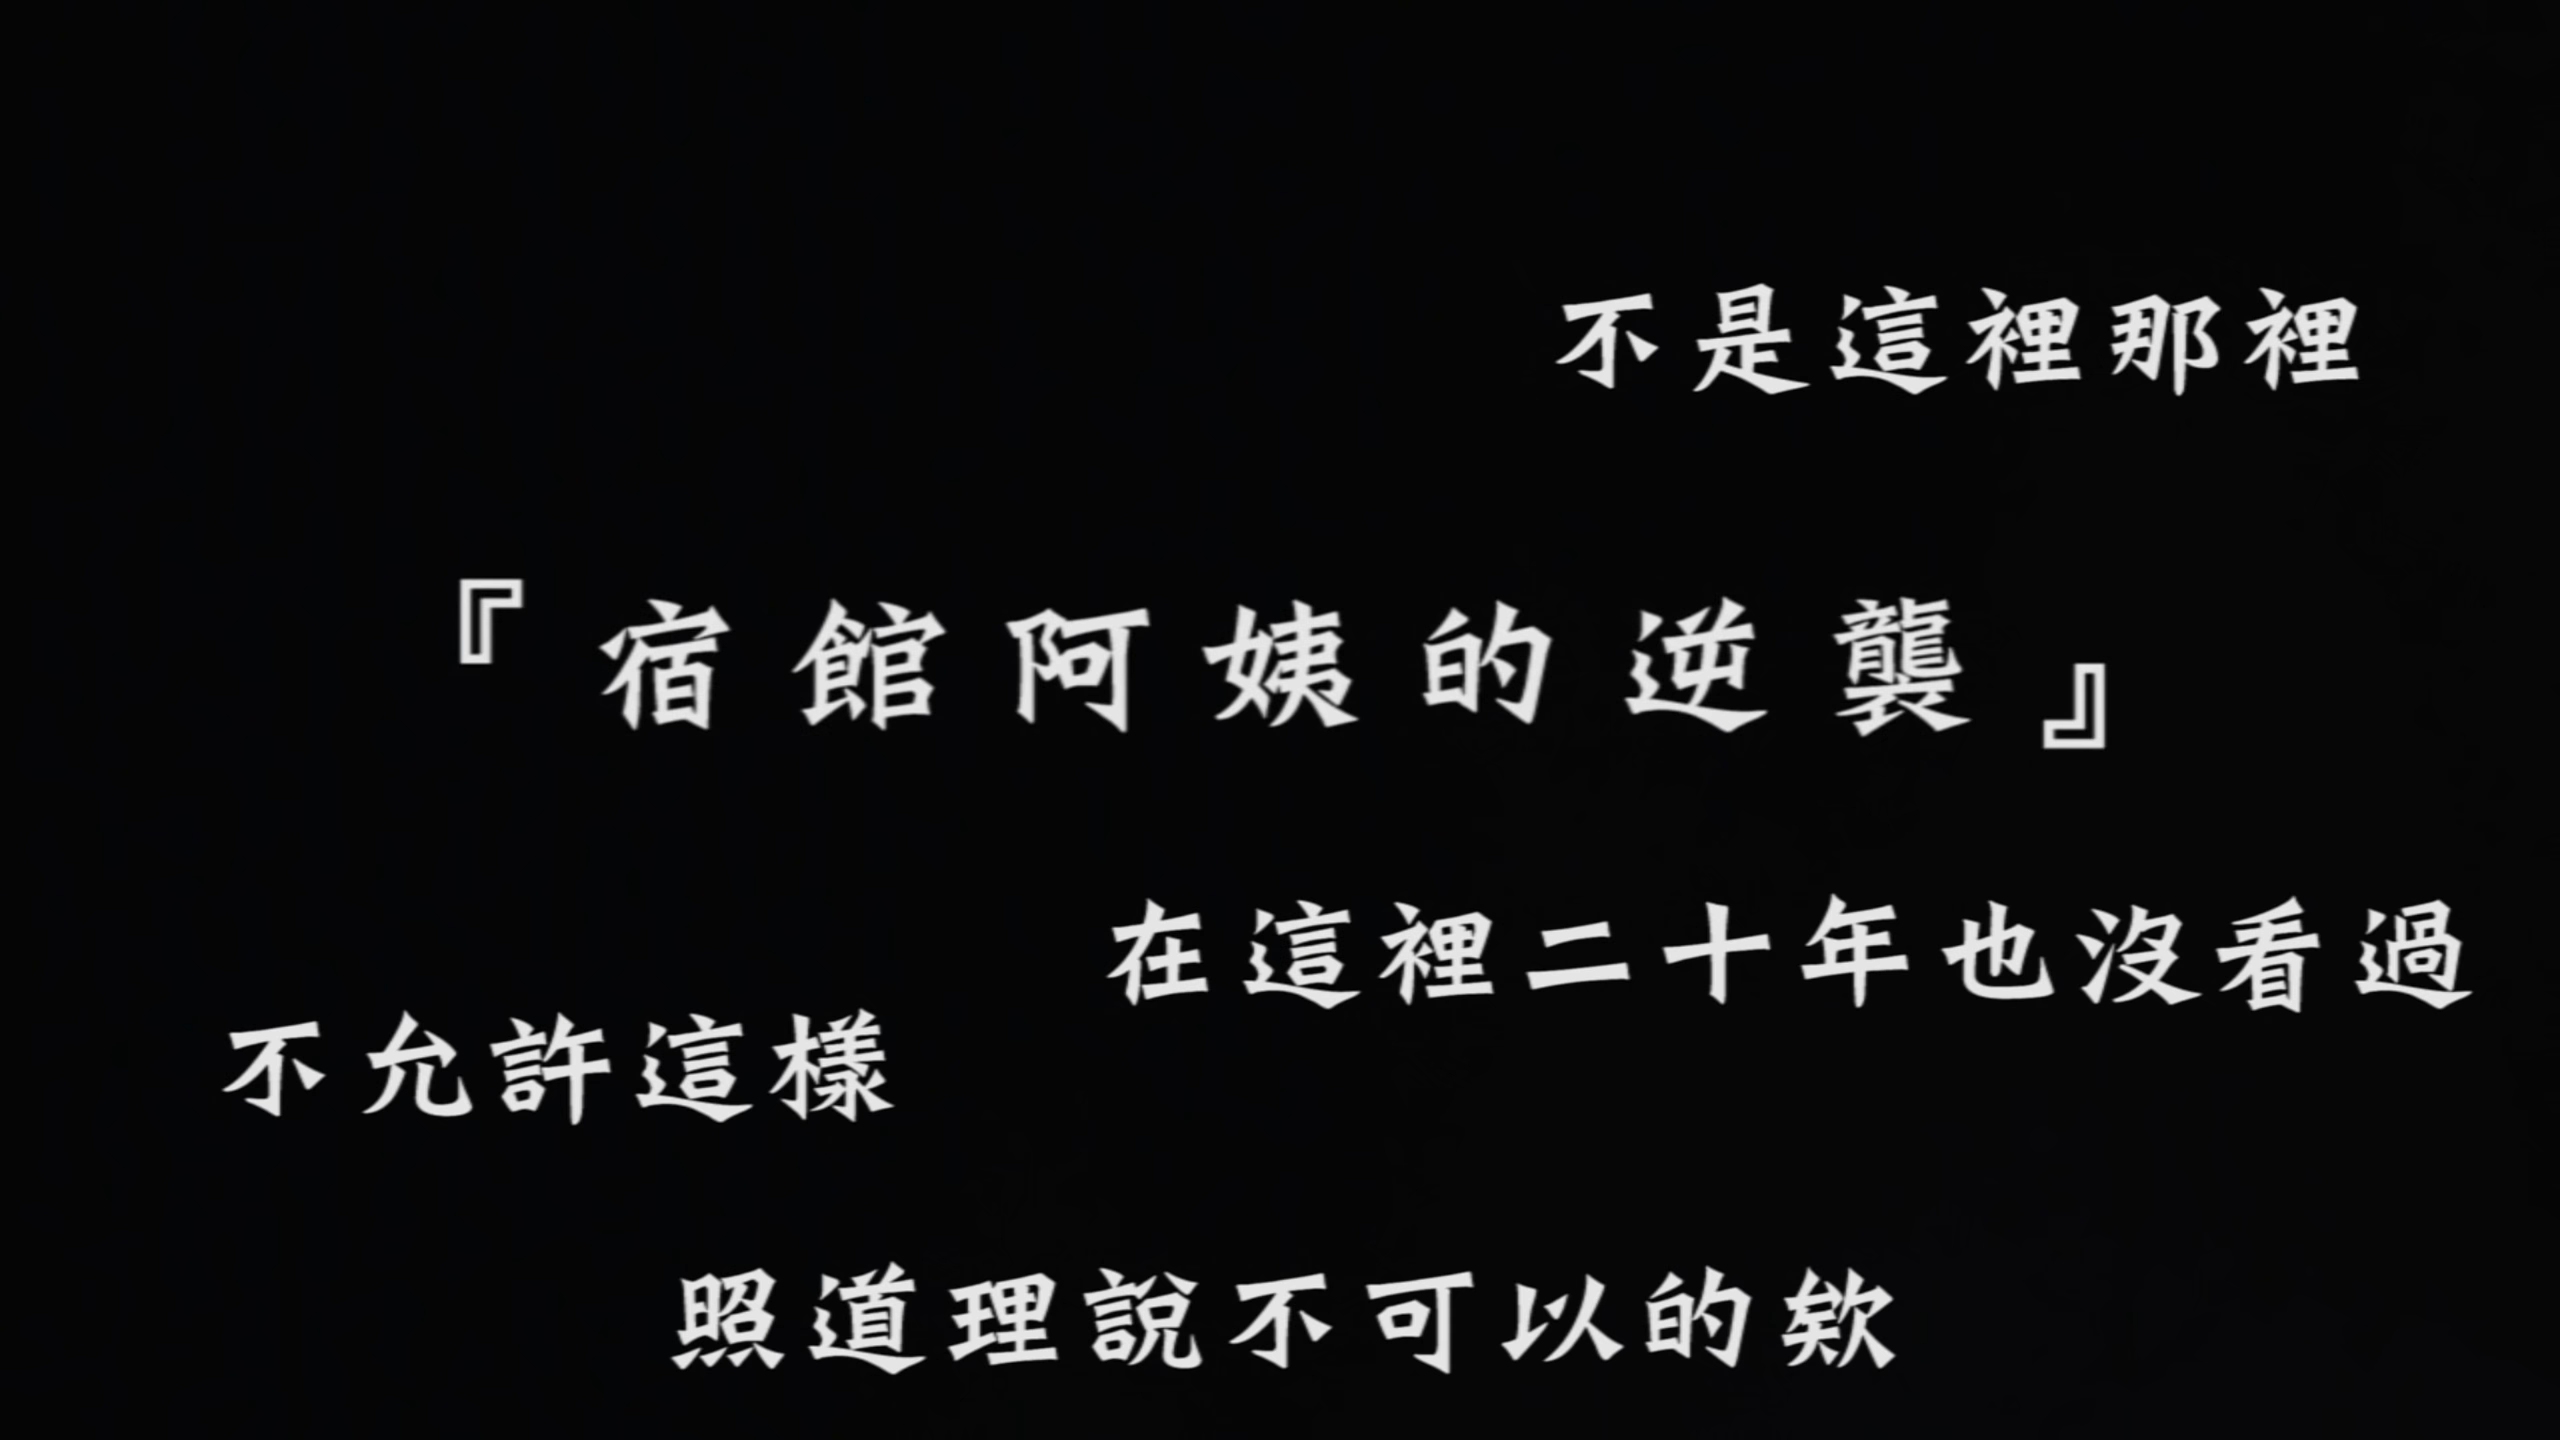 不是這裡那裡
『宿館阿姨的逆襲』
在這裡二十年也沒看過
不允許這樣
照道理說不可以的欸